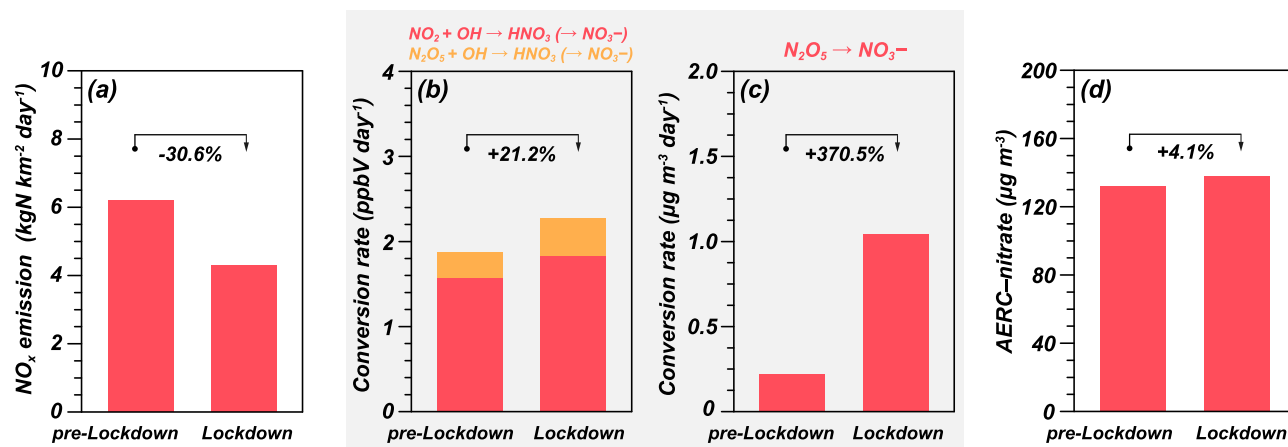 NO₂ + OH → HNO₃ (→ NO₃−)
N₂O₅ + OH → HNO₃ (→ NO₃−)
N₂O₅ → NO₃−
(a)
NOₓ emission (kgN km⁻² day⁻¹)
10
8
6
4
2
0
-30.6%
pre-Lockdown
Lockdown
(b)
Conversion rate (ppbV day⁻¹)
4
3
2
1
0
+21.2%
pre-Lockdown
Lockdown
(c)
Conversion rate (μg m⁻³ day⁻¹)
2.0
1.5
1.0
0.5
0
+370.5%
pre-Lockdown
Lockdown
(d)
AERC–nitrate (μg m⁻³)
200
160
120
80
40
0
+4.1%
pre-Lockdown
Lockdown